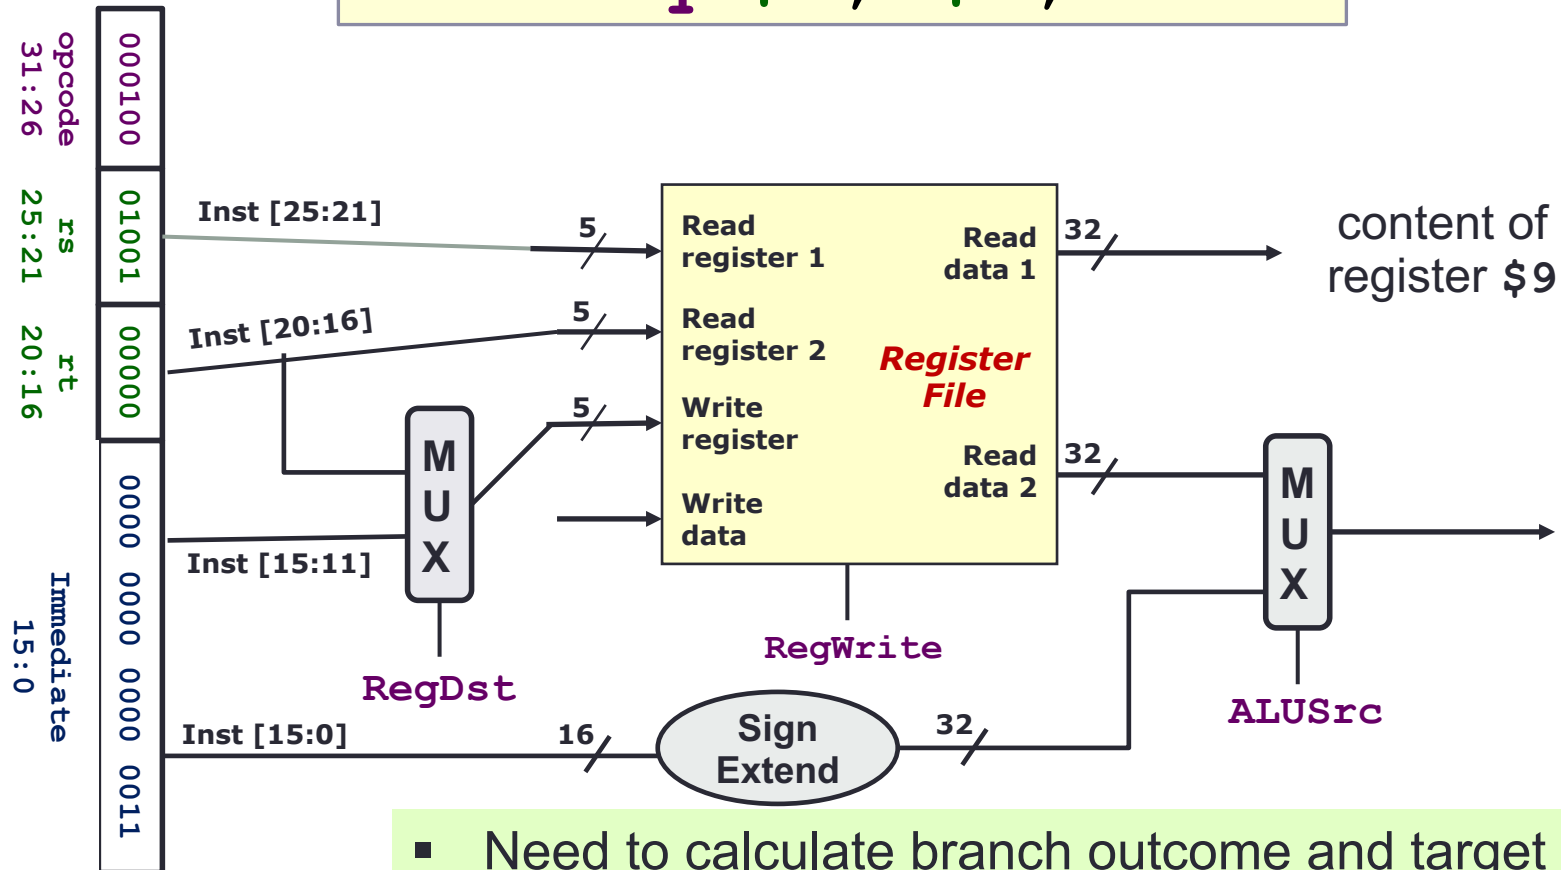 opcode
31:26
000100
rs
25:21
01001
rt
20:16
00000
Immediate
15:0
0000 0000 0000 0011
Inst [25:21]
5
Inst [20:16]
5
5
Inst [15:11]
M
U
X
RegDst
Read
register 1
Read
register 2
Write
register
Write
data
Register
File
Read
data 1
Read
data 2
RegWrite
32
content of
register $9
32
M
U
X
ALUSrc
Inst [15:0]
16
Sign
Extend
32
▪ Need to calculate branch outcome and target